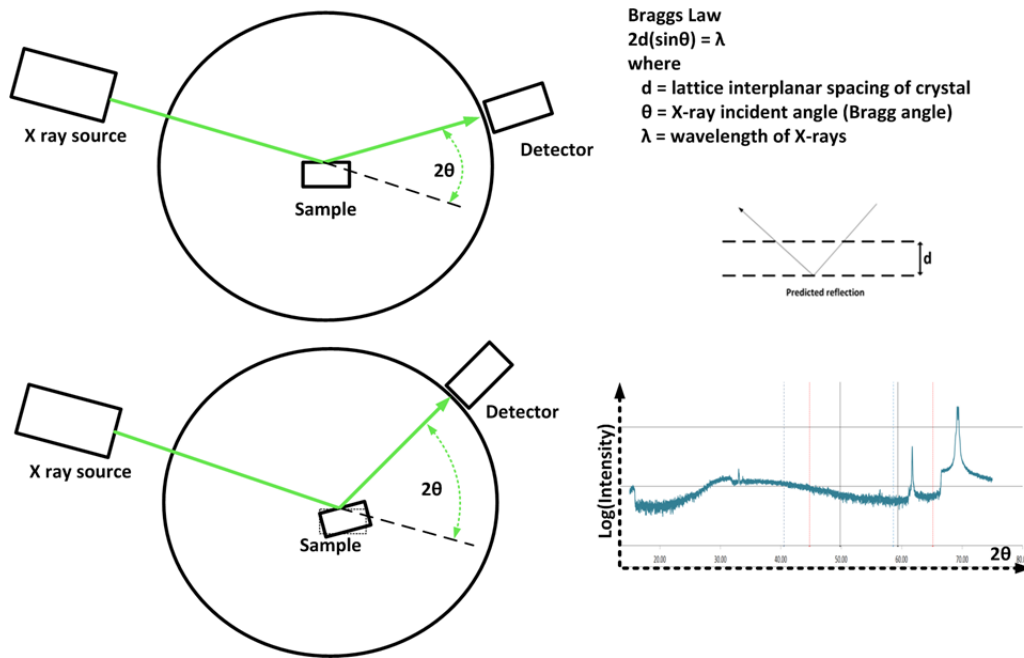 X ray source
Sample
2θ
Detector
Braggs Law
2d(sinθ) = λ
where
d = lattice interplanar spacing of crystal
θ = X-ray incident angle (Bragg angle)
λ = wavelength of X-rays
d
Predicted reflection
X ray source
Sample
2θ
Detector
Log(Intensity)
20.00 30.00 40.00 50.00 60.00 70.00 80.00
2θ